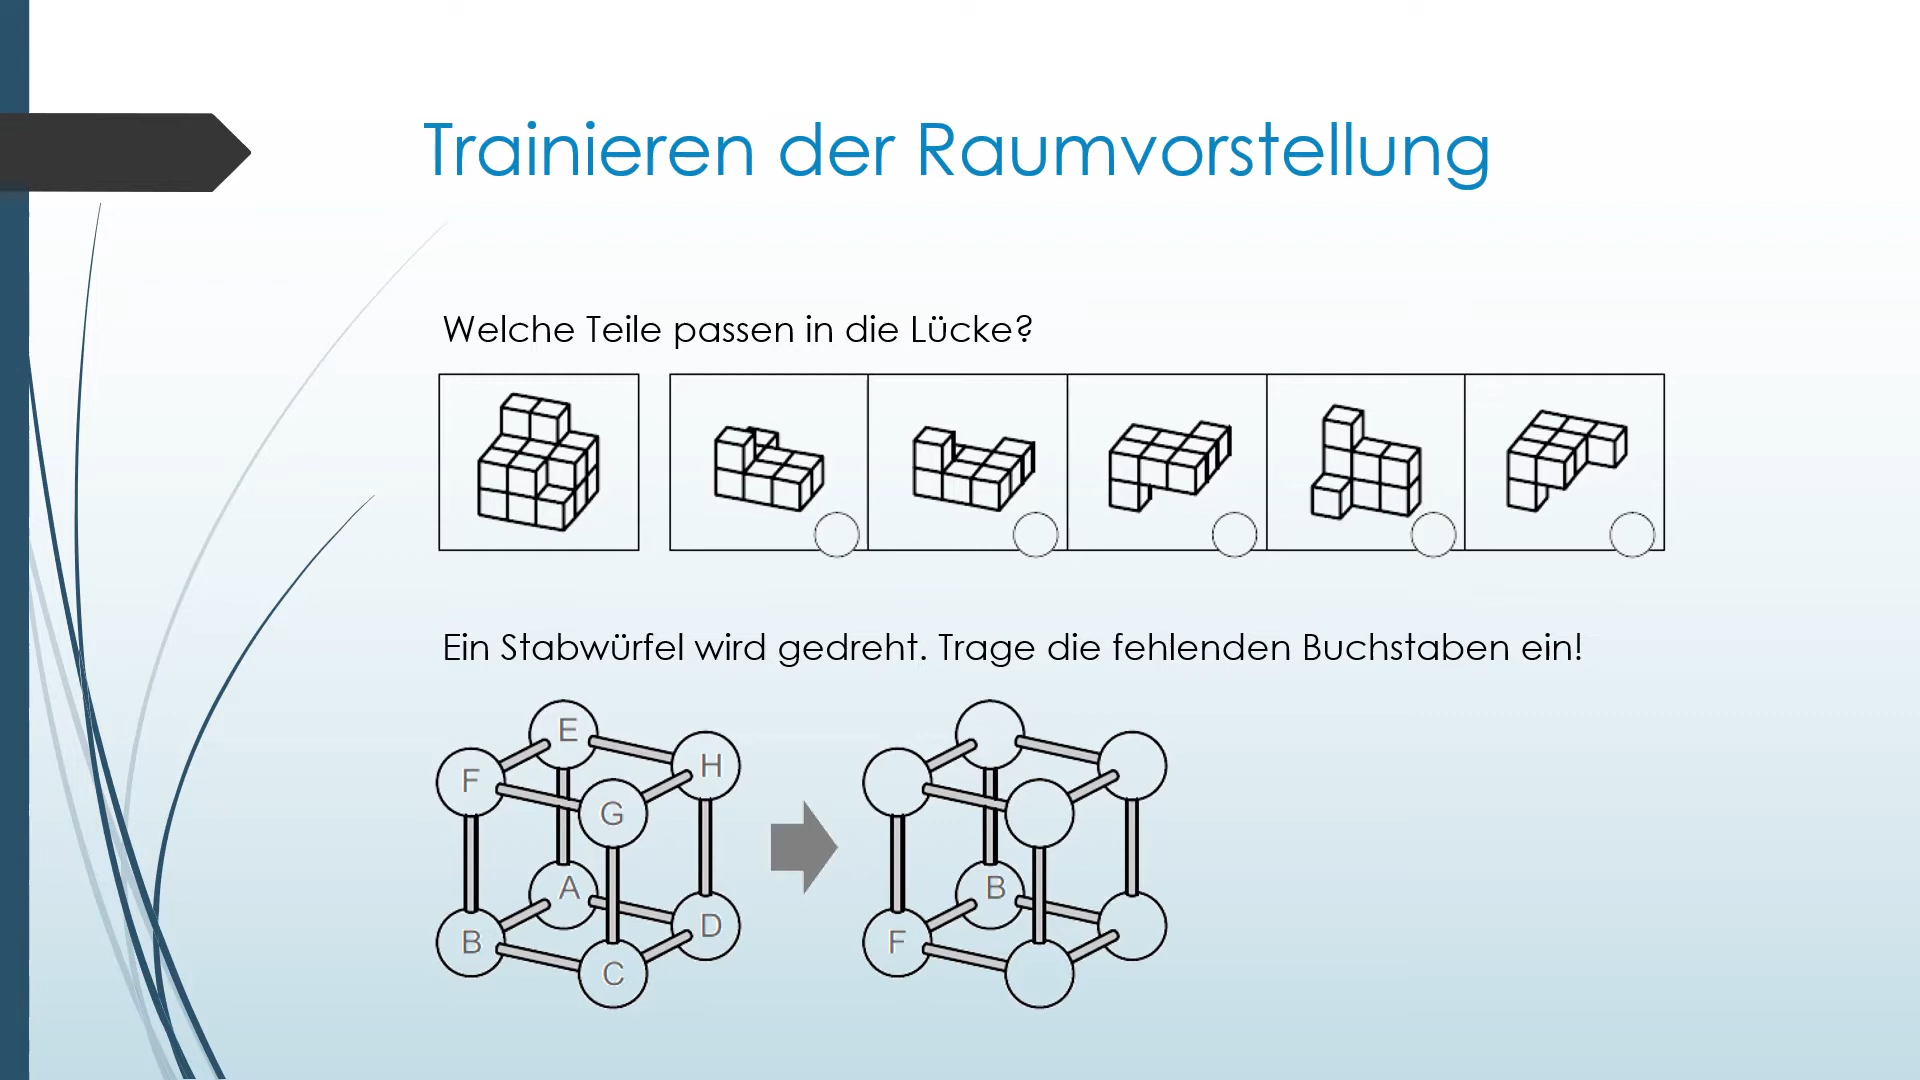 Trainieren der Raumvorstellung
Welche Teile passen in die Lücke?
Ein Stabwürfel wird gedreht. Trage die fehlenden Buchstaben ein!
E
H
F
G
A
B
D
B
F
C